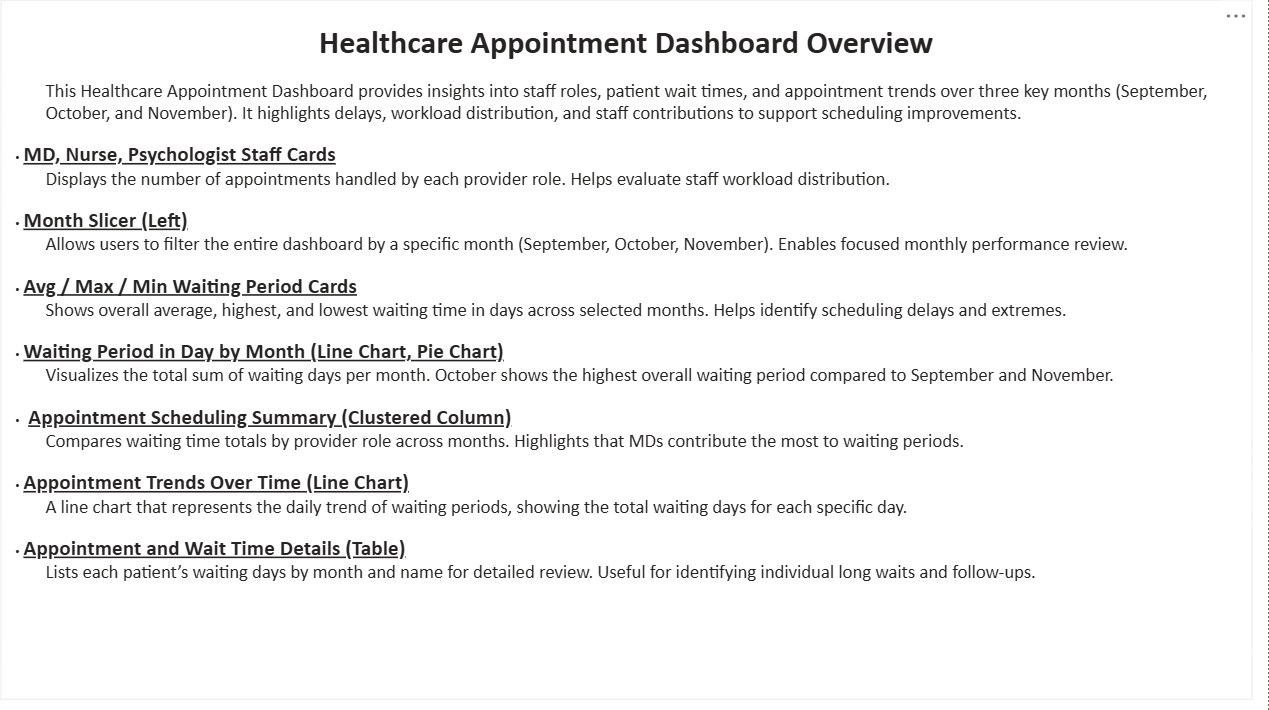 Healthcare Appointment Dashboard Overview
This Healthcare Appointment Dashboard provides insights into staff roles, patient wait times, and appointment trends over three key months (September,
October, and November). It highlights delays, workload distribution, and staff contributions to support scheduling improvements.
· MD, Nurse, Psychologist Staff Cards
Displays the number of appointments handled by each provider role. Helps evaluate staff workload distribution.
· Month Slicer (Left)
Allows users to filter the entire dashboard by a specific month (September, October, November). Enables focused monthly performance review.
· Avg / Max / Min Waiting Period Cards
Shows overall average, highest, and lowest waiting time in days across selected months. Helps identify scheduling delays and extremes.
· Waiting Period in Day by Month (Line Chart, Pie Chart)
Visualizes the total sum of waiting days per month. October shows the highest overall waiting period compared to September and November.
· Appointment Scheduling Summary (Clustered Column)
Compares waiting time totals by provider role across months. Highlights that MDs contribute the most to waiting periods.
· Appointment Trends Over Time (Line Chart)
A line chart that represents the daily trend of waiting periods, showing the total waiting days for each specific day.
· Appointment and Wait Time Details (Table)
Lists each patient’s waiting days by month and name for detailed review. Useful for identifying individual long waits and follow-ups.